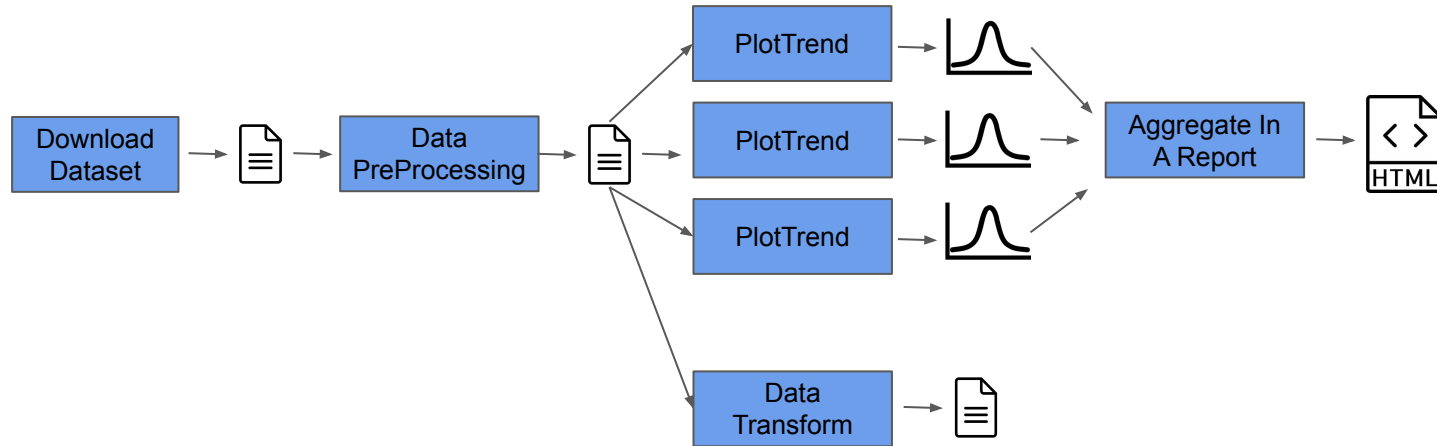 Download
Dataset
Data
PreProcessing
PlotTrend
PlotTrend
PlotTrend
Data
Transform
Aggregate In
A Report
HTML